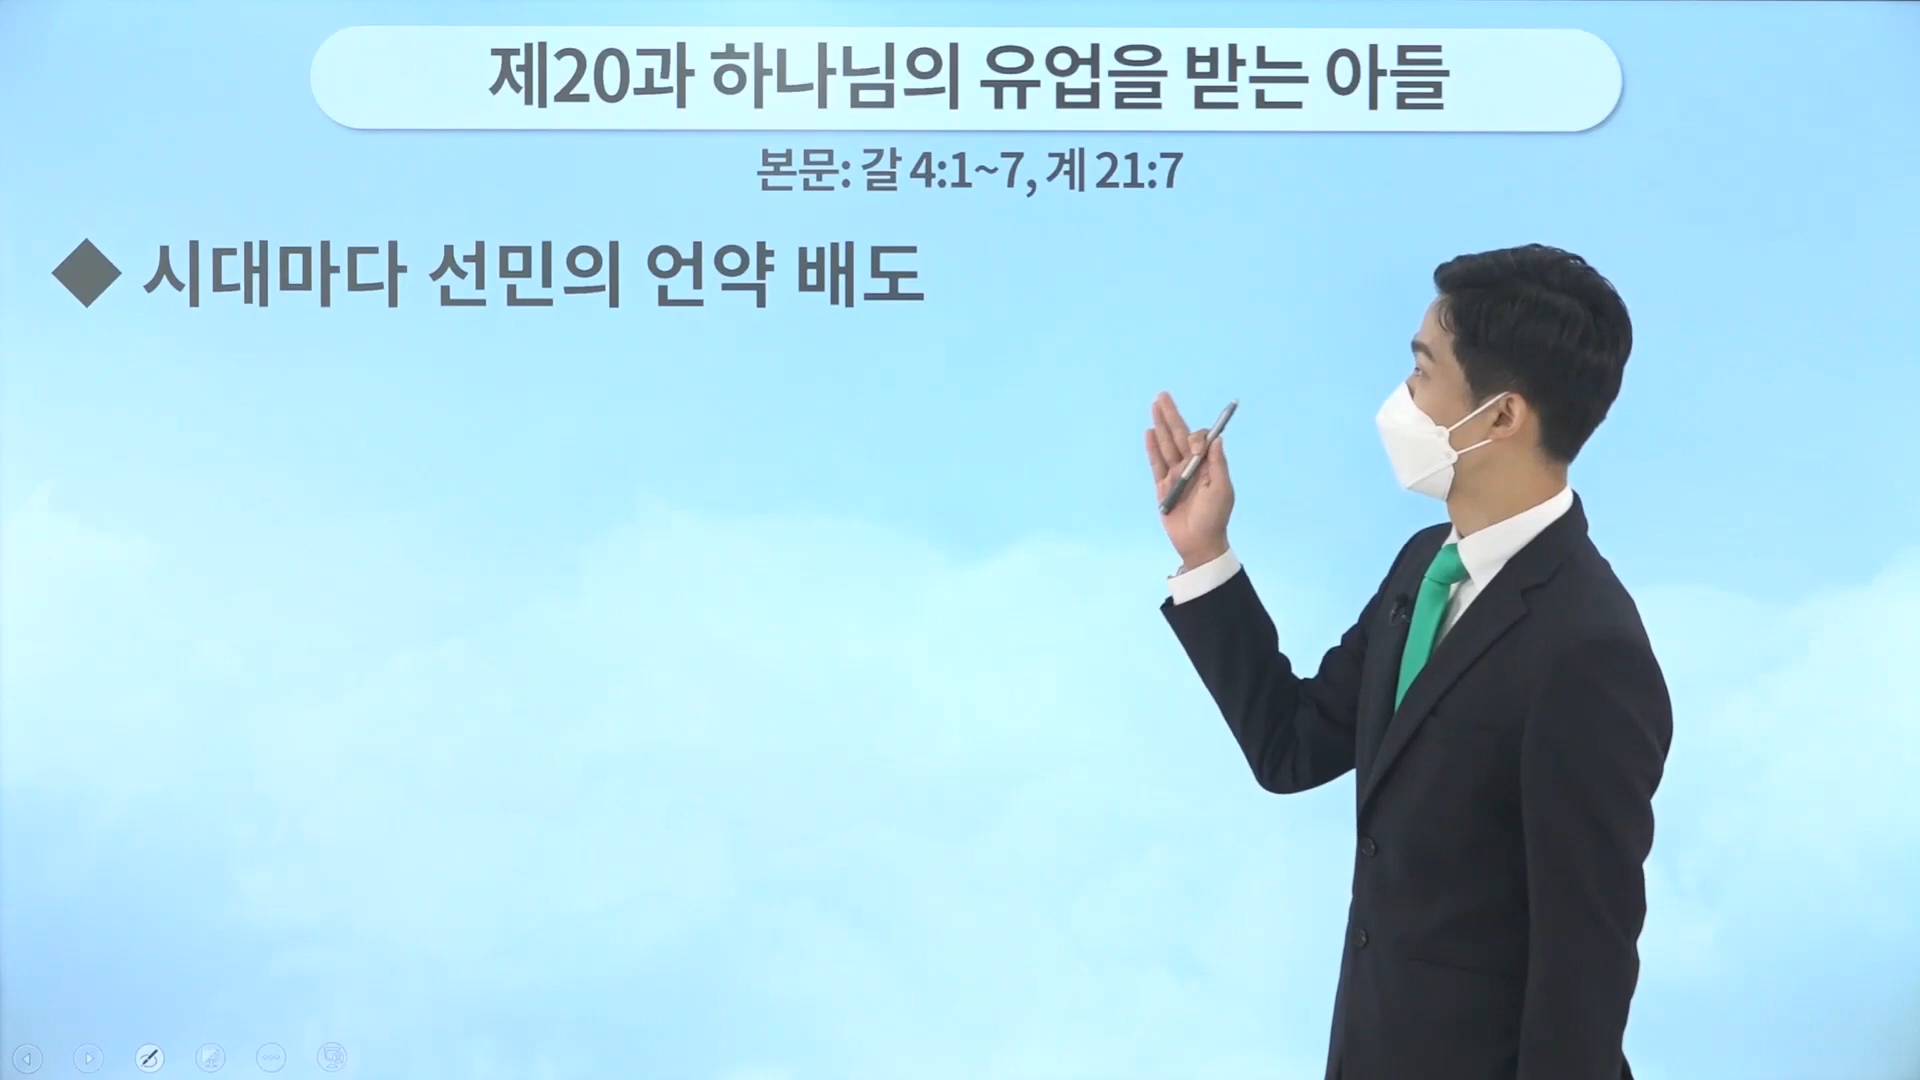 제20과 하나님의 유업을 받는 아들
본문: 갈 4:1~7, 계 21:7
◆ 시대마다 선민의 언약 배도